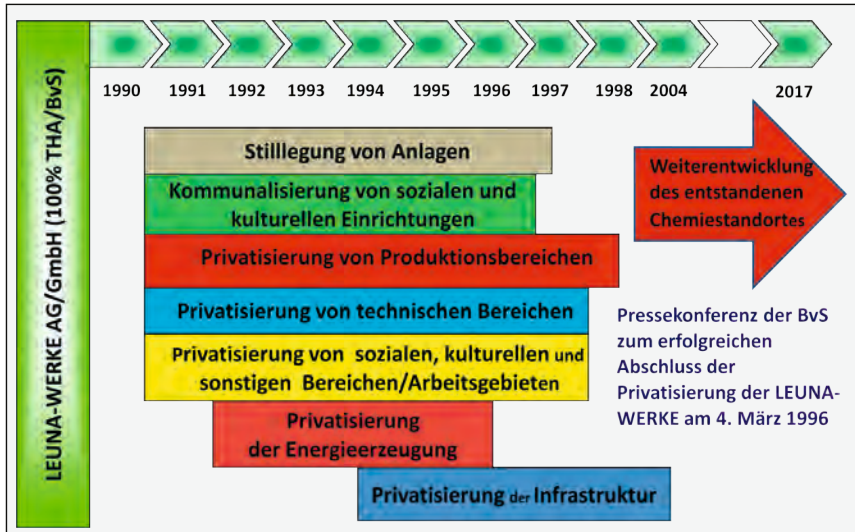 LEUNA-WERKE AG/GmbH (100% THA/BvS)
1990 1991 1992 1993 1994 1995 1996 1997 1998 2004 2017
Stilllegung von Anlagen
Kommunalisierung von sozialen und
kulturellen Einrichtungen
Privatisierung von Produktionsbereichen
Privatisierung von technischen Bereichen
Privatisierung von sozialen, kulturellen und
sonstigen Bereichen/Arbeitsgebieten
Privatisierung
der Energieerzeugung
Privatisierung der Infrastruktur
Weiterentwicklung
des entstandenen
Chemiestandortes
Pressekonferenz der BvS
zum erfolgreichen
Abschluss der
Privatisierung der LEUNA-
WERKE am 4. März 1996